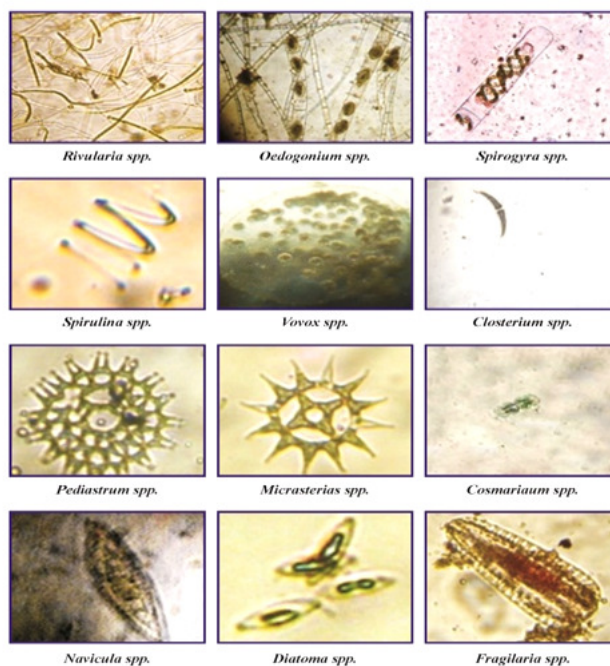 Rivularia spp. Oedogonium spp. Spirogyra spp.
Spirulina spp. Vovox spp. Closterium spp.
Pediastrum spp. Micrasterias spp. Cosmariaum spp.
Navicula spp. Diatoma spp. Fragilaria spp.